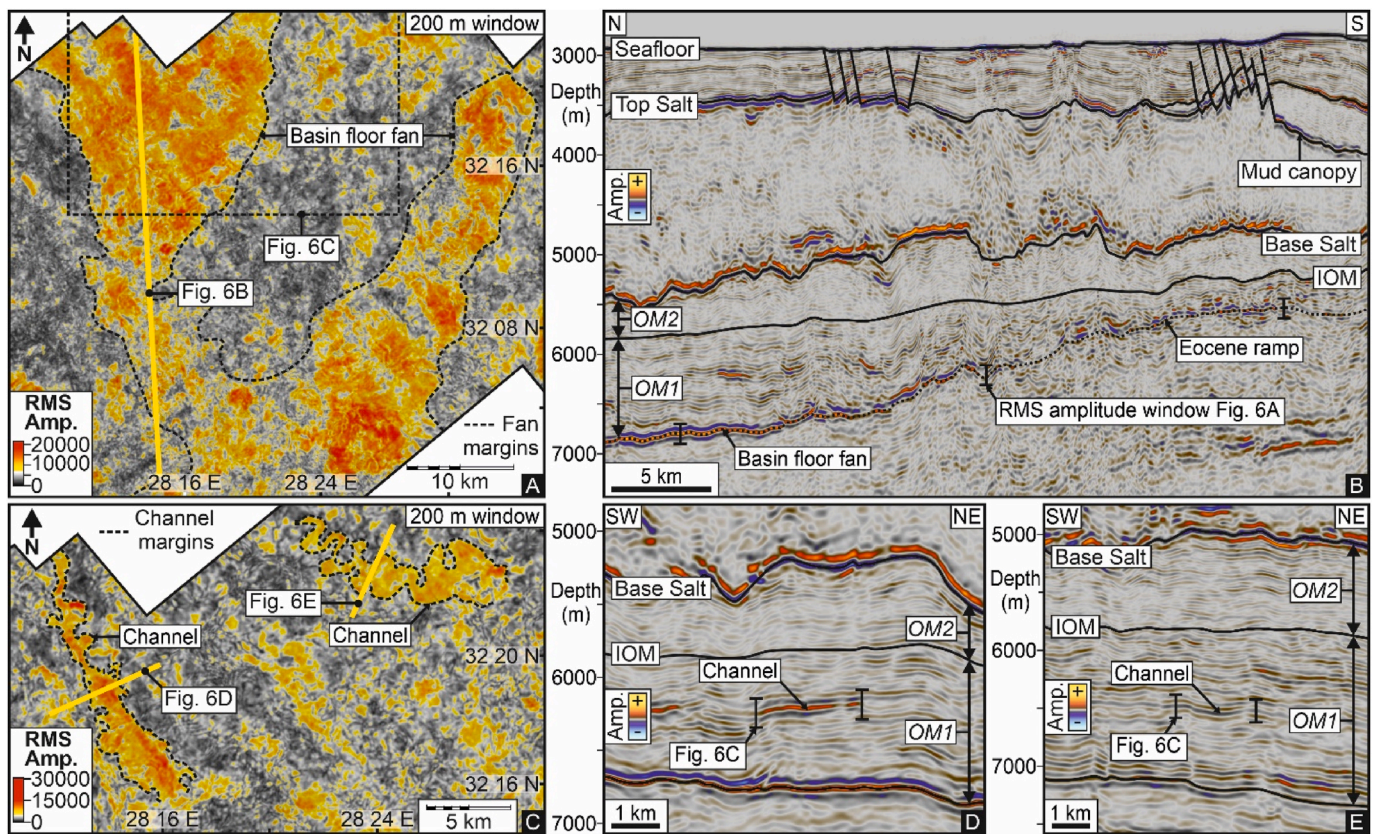 N
200 m window
Basin floor fan
32 16 N
Fig. 6C
Fig. 6B
32 08 N
RMS
Amp.
20000
10000
0
Fan
margins
28 16 E
28 24 E
10 km
A
N
S
3000
Seafloor
Depth
(m)
Top Salt
4000
Mud canopy
Amp.
+
-
5000
Base Salt
IOM
OM2
6000
Eocene ramp
OM1
RMS amplitude window Fig. 6A
7000
Basin floor fan
5 km
B
N
Channel
margins
200 m window
Fig. 6E
Channel
Channel
32 20 N
Fig. 6D
RMS
Amp.
30000
15000
0
32 16 N
28 16 E
28 24 E
5 km
C
SW
NE
5000
Base Salt
Depth
(m)
OM2
IOM
6000
Channel
Amp.
+
-
OM1
Fig. 6C
7000
1 km
D
SW
NE
5000
Base Salt
Depth
(m)
OM2
IOM
6000
Channel
Amp.
+
-
OM1
Fig. 6C
7000
1 km
E